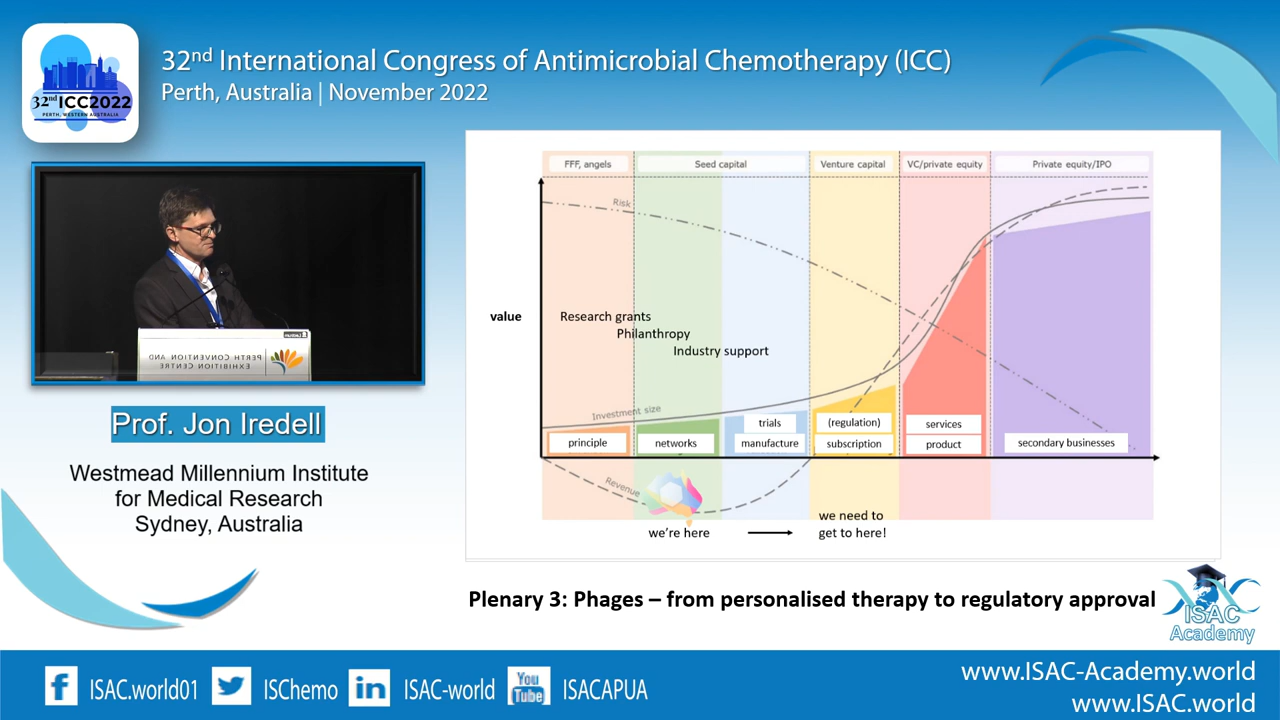 32nd International Congress of Antimicrobial Chemotherapy (ICC)
Perth, Australia | November 2022
32nd ICC2022
PERTH, WESTERN AUSTRALIA
PERTH CONVENTION AND
EXHIBITION CENTRE
Prof. Jon Iredell
Westmead Millennium Institute
for Medical Research
Sydney, Australia
FFF, angels
Seed capital
Venture capital
VC/private equity
Private equity/IPO
Risk
value
Research grants
Philanthropy
Industry support
Investment size
principle
networks
trials
manufacture
(regulation)
subscription
services
product
secondary businesses
Revenue
we're here
we need to
get to here!
Plenary 3: Phages – from personalised therapy to regulatory approval
ISAC
Academy
f ISAC.world01
ISChemo
in ISAC-world
You
Tube
ISACAPUA
www.ISAC-Academy.world
www.ISAC.world